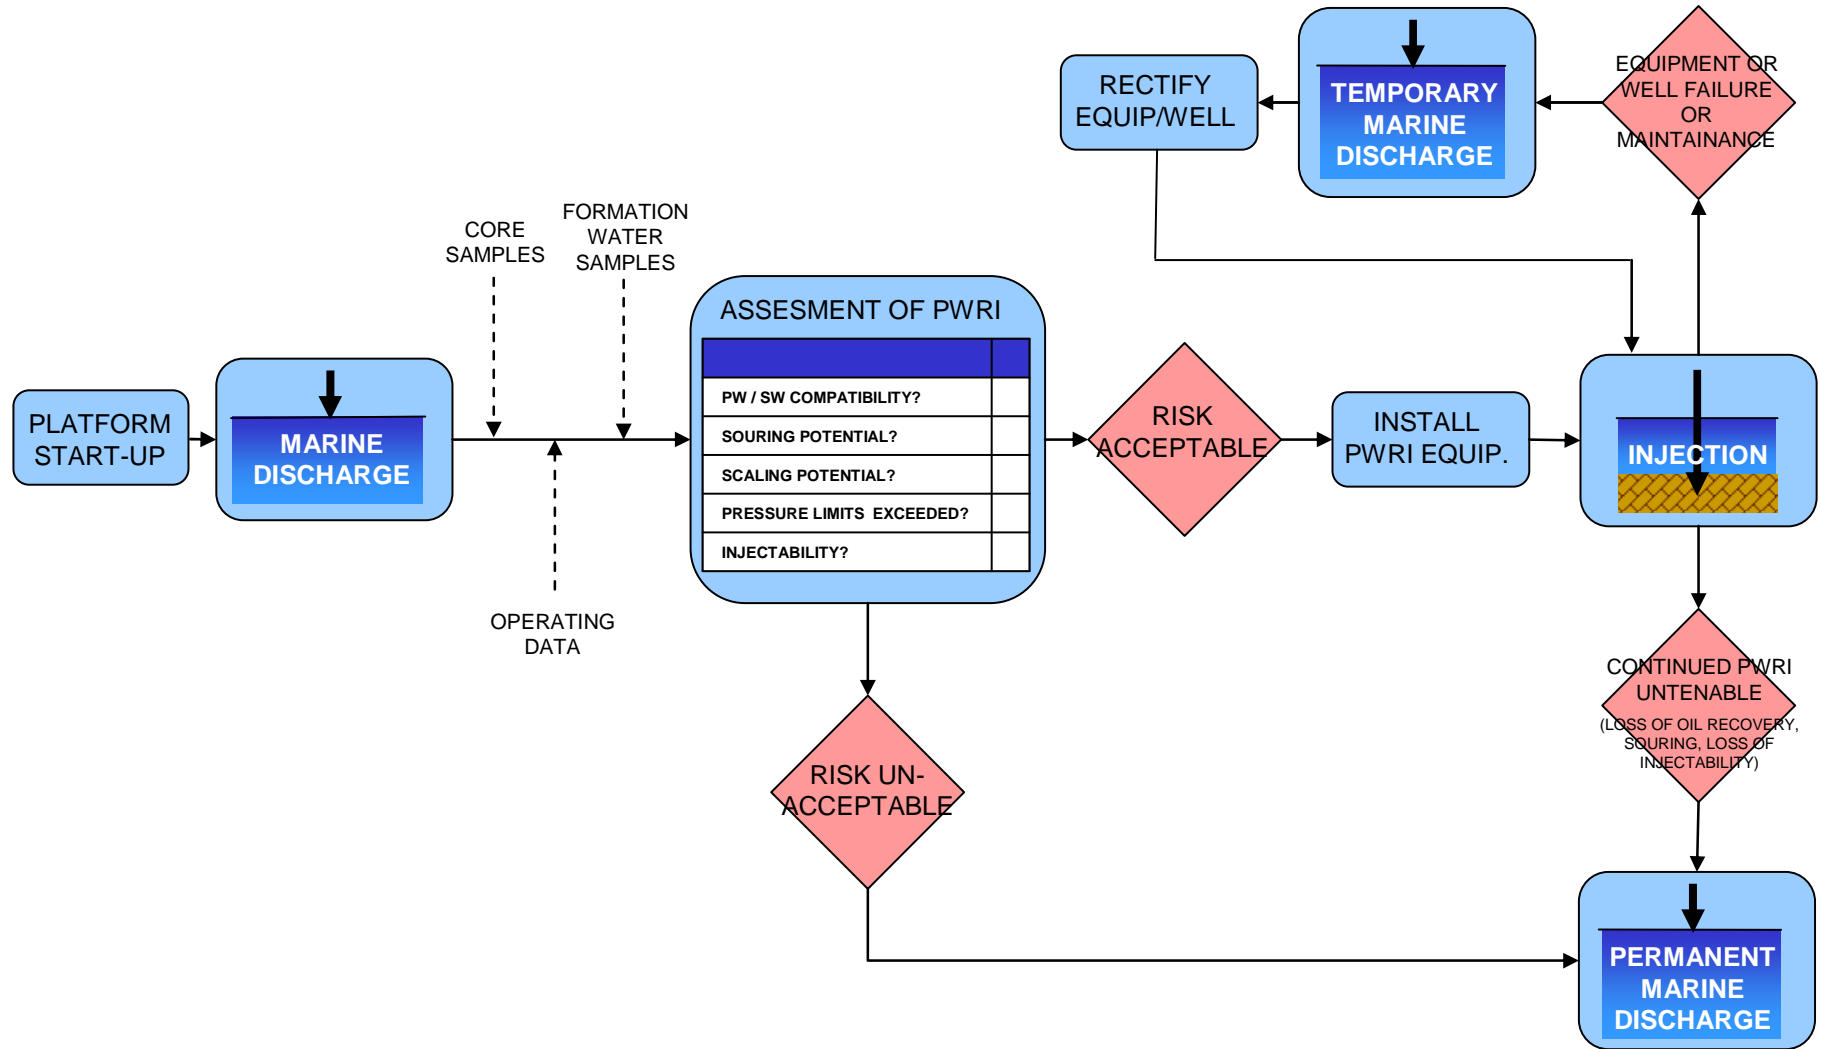 PLATFORM
START-UP
MARINE
DISCHARGE
CORE
SAMPLES
FORMATION
WATER
SAMPLES
OPERATING
DATA
ASSESMENT OF PWRI
PW / SW COMPATIBILITY?
SOURING POTENTIAL?
SCALING POTENTIAL?
PRESSURE LIMITS EXCEEDED?
INJECTABILITY?
RISK
ACCEPTABLE
INSTALL
PWRI EQUIP.
INJECTION
EQUIPMENT OR
WELL FAILURE
OR
MAINTAINANCE
TEMPORARY
MARINE
DISCHARGE
RECTIFY
EQUIP/WELL
CONTINUED PWRI
UNTENABLE
(LOSS OF OIL RECOVERY,
SOURING, LOSS OF
INJECTABILITY)
RISK UN-
ACCEPTABLE
PERMANENT
MARINE
DISCHARGE